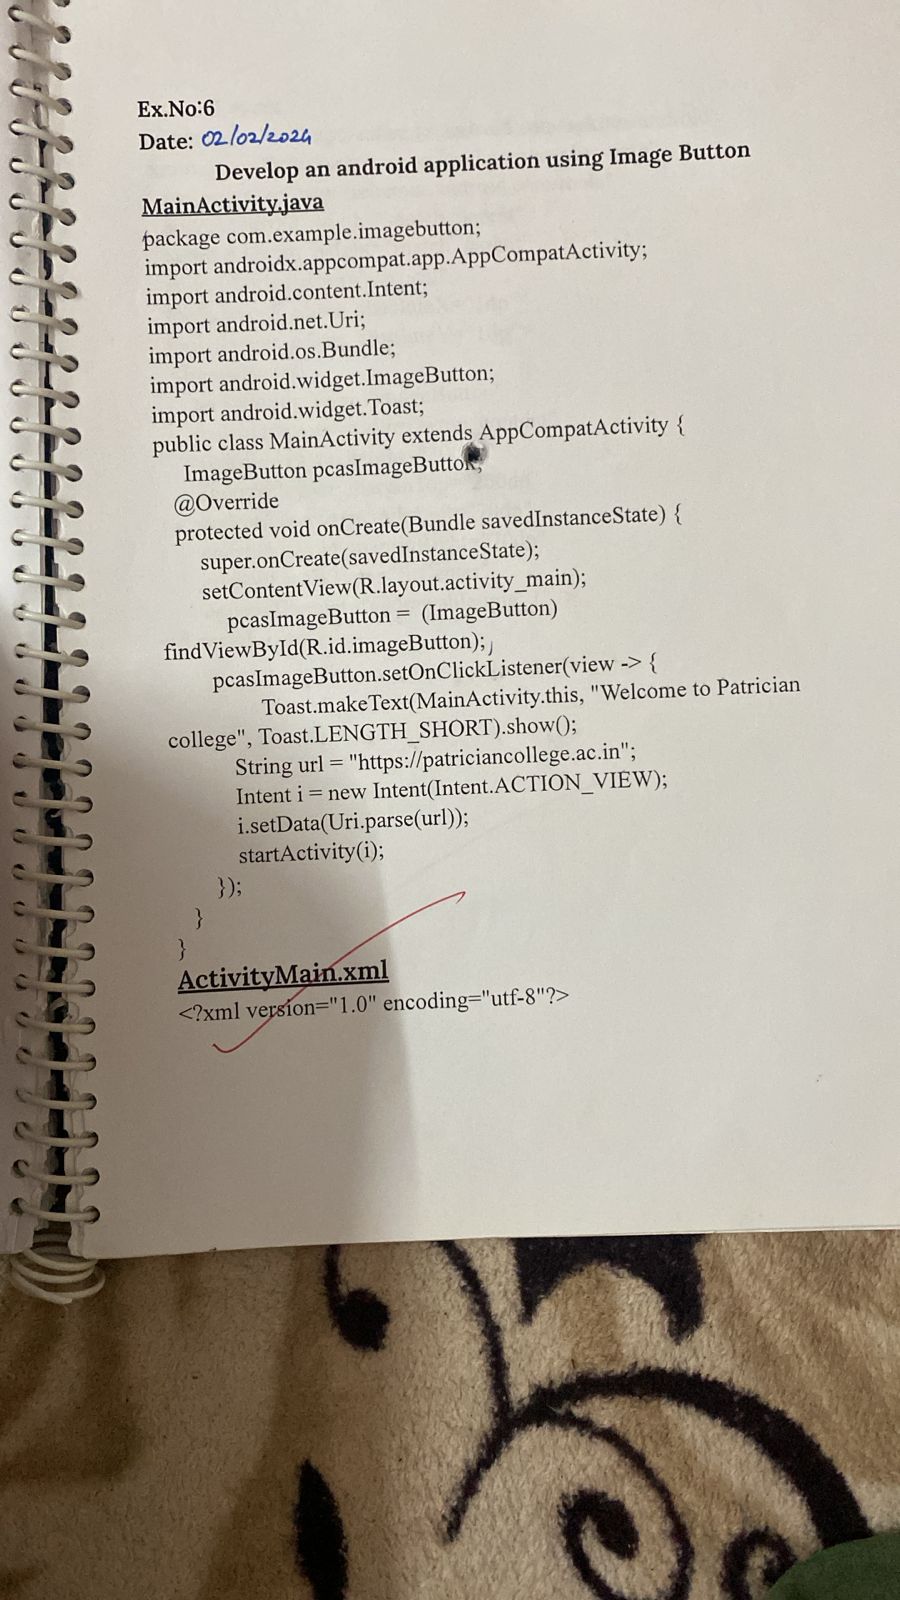 Ex.No:6
Date: 02/02/2024
Develop an android application using Image Button
MainActivity.java
package com.example.imagebutton;
import androidx.appcompat.app.AppCompatActivity;
import android.content.Intent;
import android.net.Uri;
import android.os.Bundle;
import android.widget.ImageButton;
import android.widget.Toast;
public class MainActivity extends AppCompatActivity {
ImageButton pcasImageButton;
@Override
protected void onCreate(Bundle savedInstanceState) {
super.onCreate(savedInstanceState);
setContentView(R.layout.activity_main);
pcasImageButton = (ImageButton)
findViewById(R.id.imageButton);
pcasImageButton.setOnClickListener(view -> {
Toast.makeText(MainActivity.this, "Welcome to Patrician
college", Toast.LENGTH_SHORT).show();
String url = "https://patriciancollege.ac.in";
Intent i = new Intent(Intent.ACTION_VIEW);
i.setData(Uri.parse(url));
startActivity(i);
});
}
}
ActivityMain.xml
<?xml version="1.0" encoding="utf-8"?>